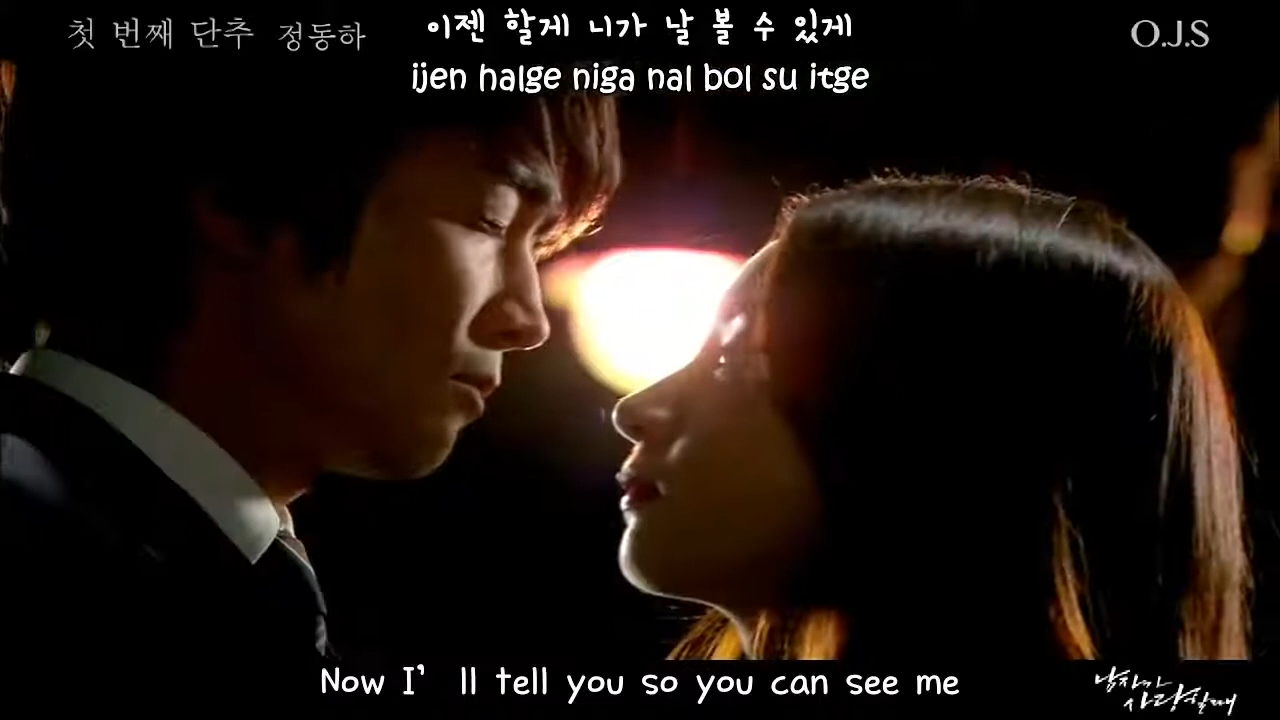 첫 번째 단추 정동하
O.J.S
이젠 할게 니가 날 볼 수 있게
ijen halge niga nal bol su itge
Now I’ ll tell you so you can see me
남자가
사랑할때